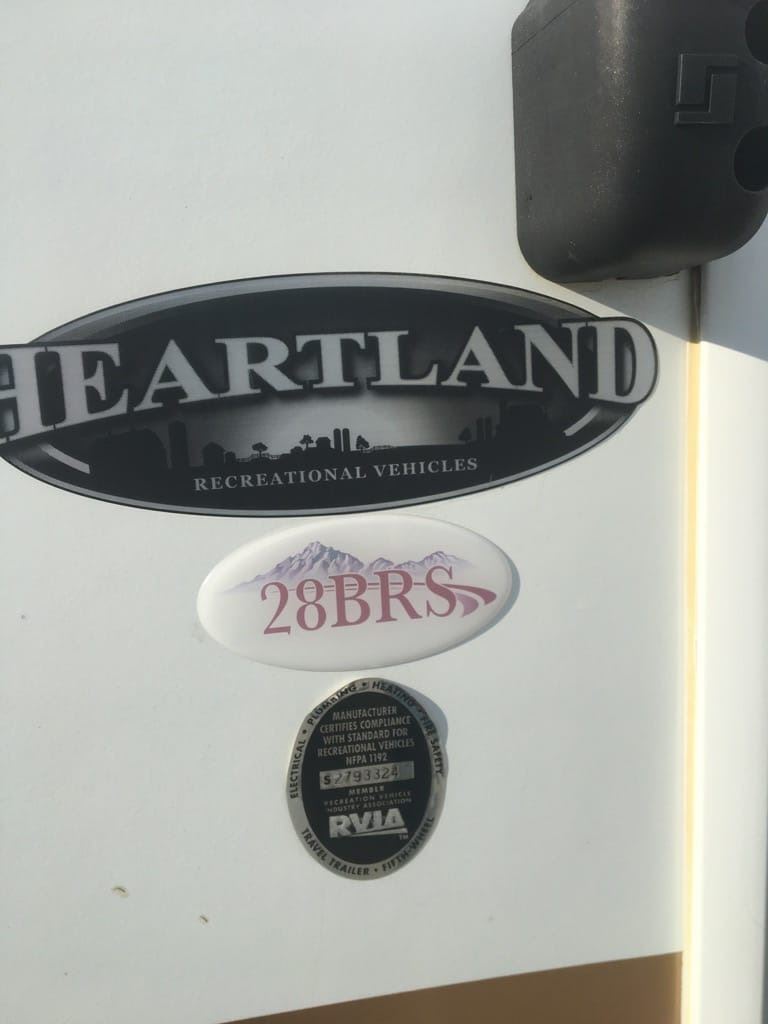 HEARTLAND
RECREATIONAL VEHICLES
28BRS
ELECTRICAL • PLUMBING • HEATING • FIRE SAFETY
MANUFACTURER
CERTIFIES COMPLIANCE
WITH STANDARD FOR
RECREATIONAL VEHICLES
NFPA 1192
S2793324
MEMBER
RECREATION VEHICLE
INDUSTRY ASSOCIATION
RVIA
TM
TRAVEL TRAILER • FIFTH-WHEEL